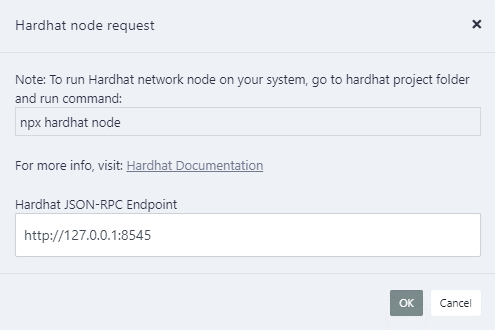 Hardhat node request
×
Note: To run Hardhat network node on your system, go to hardhat project folder
and run command:
npx hardhat node
For more info, visit: Hardhat Documentation
Hardhat JSON-RPC Endpoint
http://127.0.0.1:8545
OK
Cancel